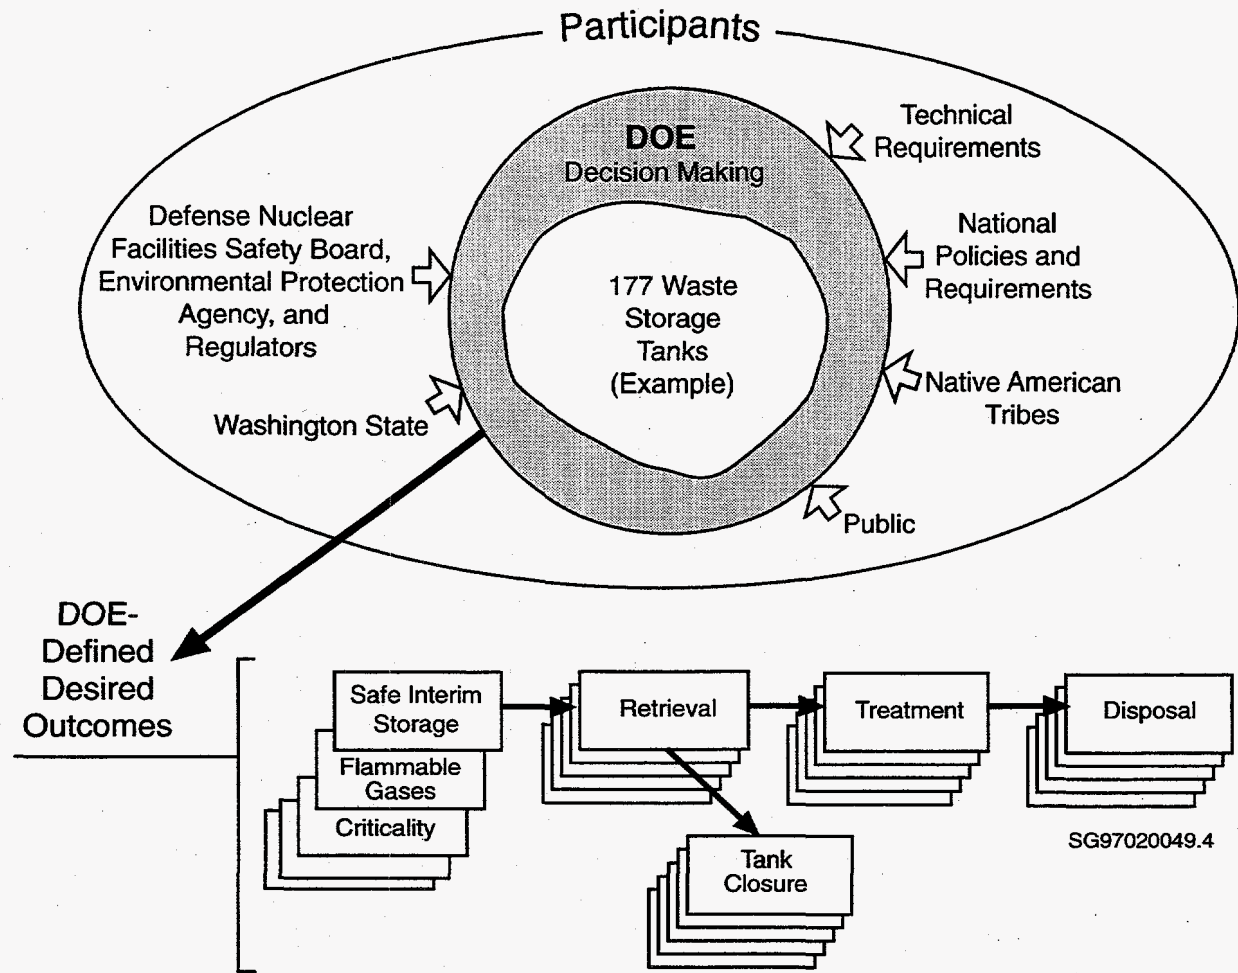 Participants
DOE
Decision Making
Technical
Requirements
Defense Nuclear
Facilities Safety Board,
Environmental Protection
Agency, and
Regulators
National
Policies and
Requirements
177 Waste
Storage
Tanks
(Example)
Native American
Tribes
Washington State
Public
DOE-
Defined
Desired
Outcomes
Safe Interim
Storage
Flammable
Gases
Criticality
Retrieval
Treatment
Disposal
Tank
Closure
SG97020049.4